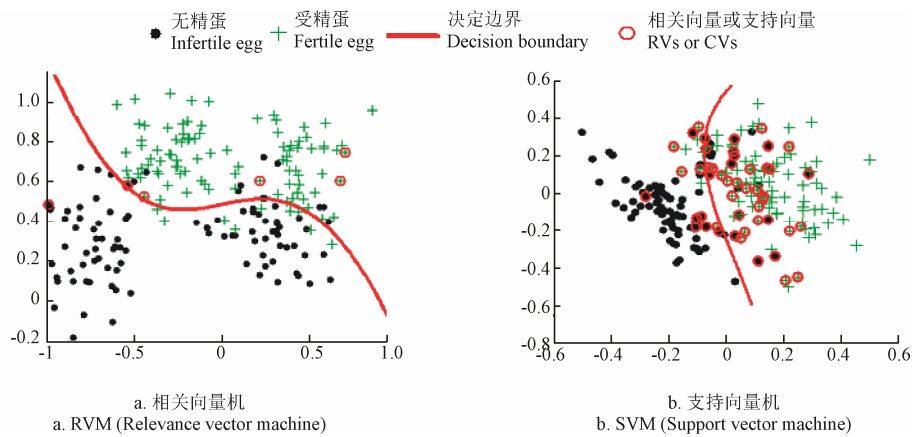 无精蛋
Infertile egg
受精蛋
Fertile egg
决定边界
Decision boundary
相关向量或支持向量
RVs or CVs
1.0
0.8
0.6
0.4
0.2
0
-0.2
-1
-0.5
0
0.5
1.0
0.6
0.4
0.2
0
-0.2
-0.4
-0.6
-0.8
-0.6
-0.4
-0.2
0
0.2
0.4
0.6
a. 相关向量机
a. RVM (Relevance vector machine)
b. 支持向量机
b. SVM (Support vector machine)